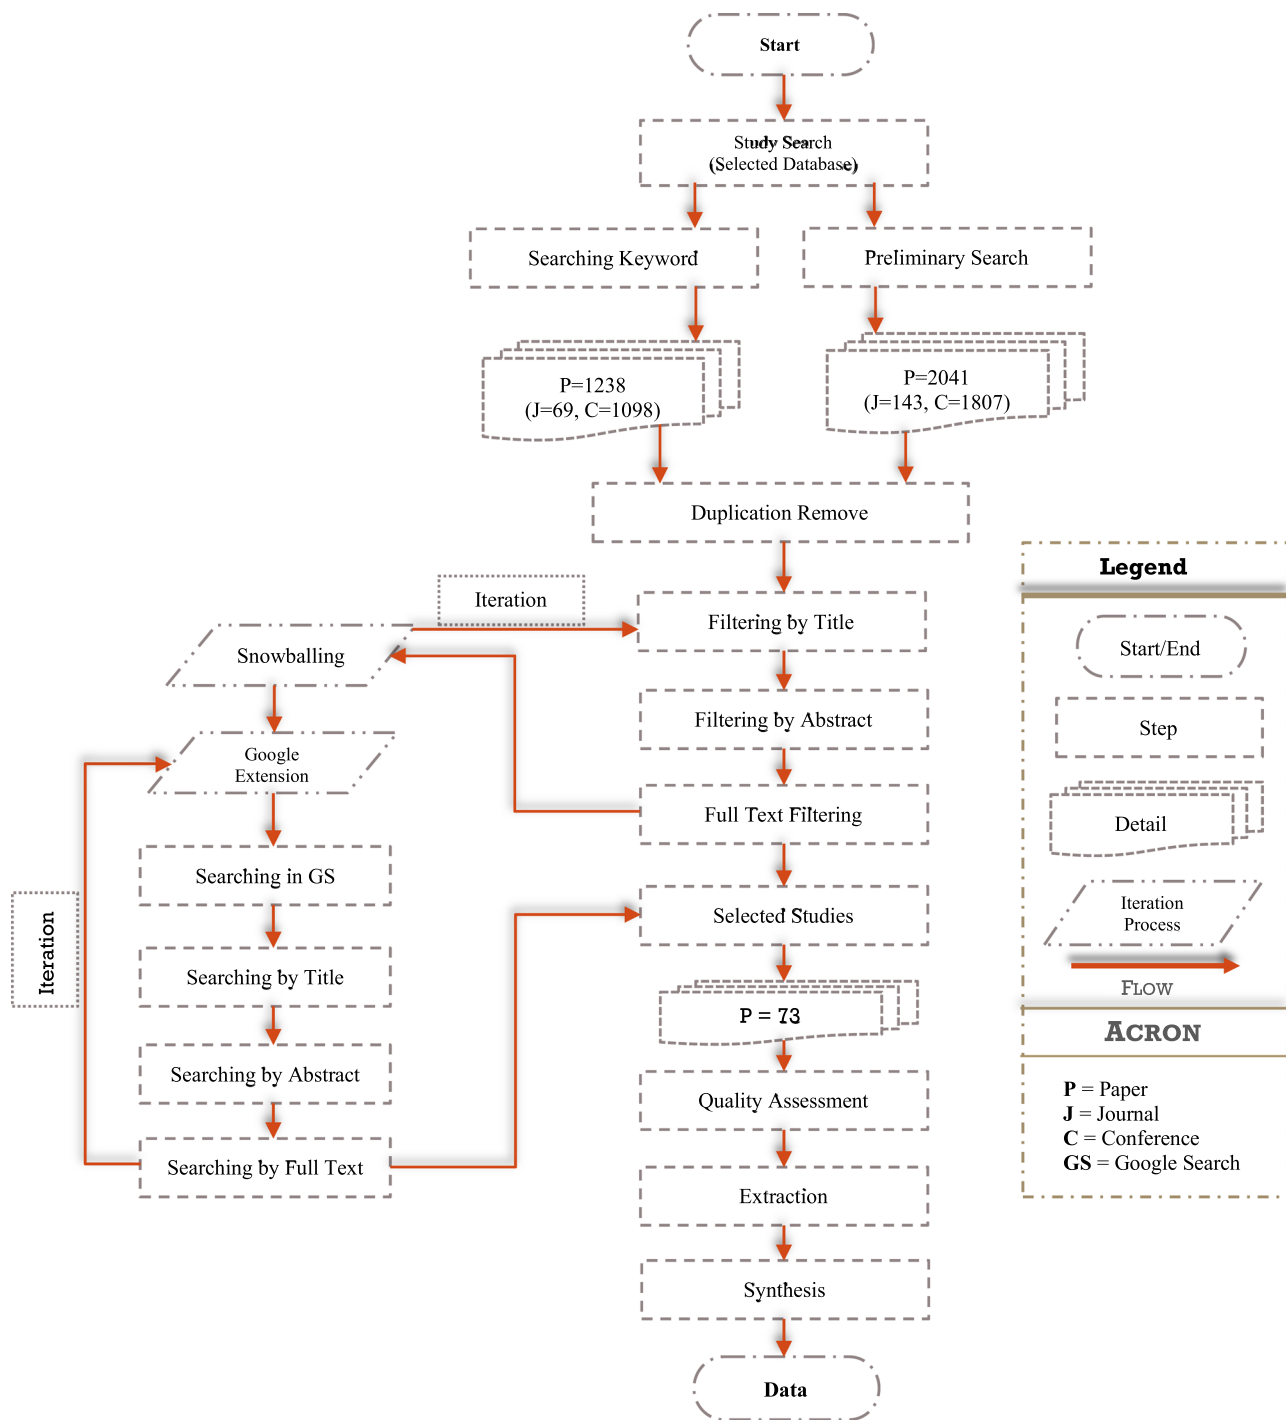 Start
Study Search
(Selected Database)
Searching Keyword
Preliminary Search
P=1238
(J=69, C=1098)
P=2041
(J=143, C=1807)
Duplication Remove
Iteration
Filtering by Title
Snowballing
Filtering by Abstract
Google
Extension
Full Text Filtering
Searching in GS
Selected Studies
Iteration
Searching by Title
P = 73
Searching by Abstract
Quality Assessment
Searching by Full Text
Extraction
Synthesis
Data
Legend
Start/End
Step
Detail
Iteration
Process
FLOW
ACRON
P = Paper
J = Journal
C = Conference
GS = Google Search